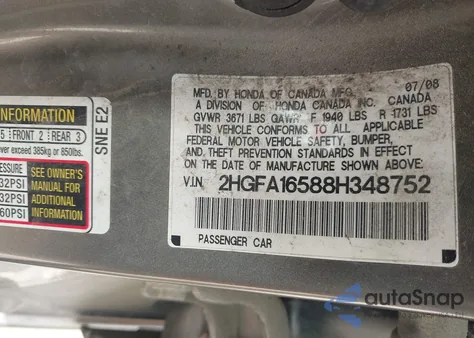 INFORMATION
5 FRONT 2 REAR 3
ver exceed 385kg or 850lbs.
32PSI
32PSI
60PSI
SEE OWNER'S
MANUAL FOR
ADDITIONAL
INFORMATION
SNE E2
MFD. BY HONDA OF CANADA MFG. 07/08
A DIVISION OF HONDA CANADA INC. CANADA
GVWR 3671 LBS GAWR F 1940 LBS R 1731 LBS
THIS VEHICLE CONFORMS TO ALL APPLICABLE
FEDERAL MOTOR VEHICLE SAFETY, BUMPER,
AND THEFT PREVENTION STANDARDS IN EFFECT
ON THE DATE OF MANUFACTURE SHOWN ABOVE.
V.I.N. 2HGFA16588H348752
PASSENGER CAR
autoSnap